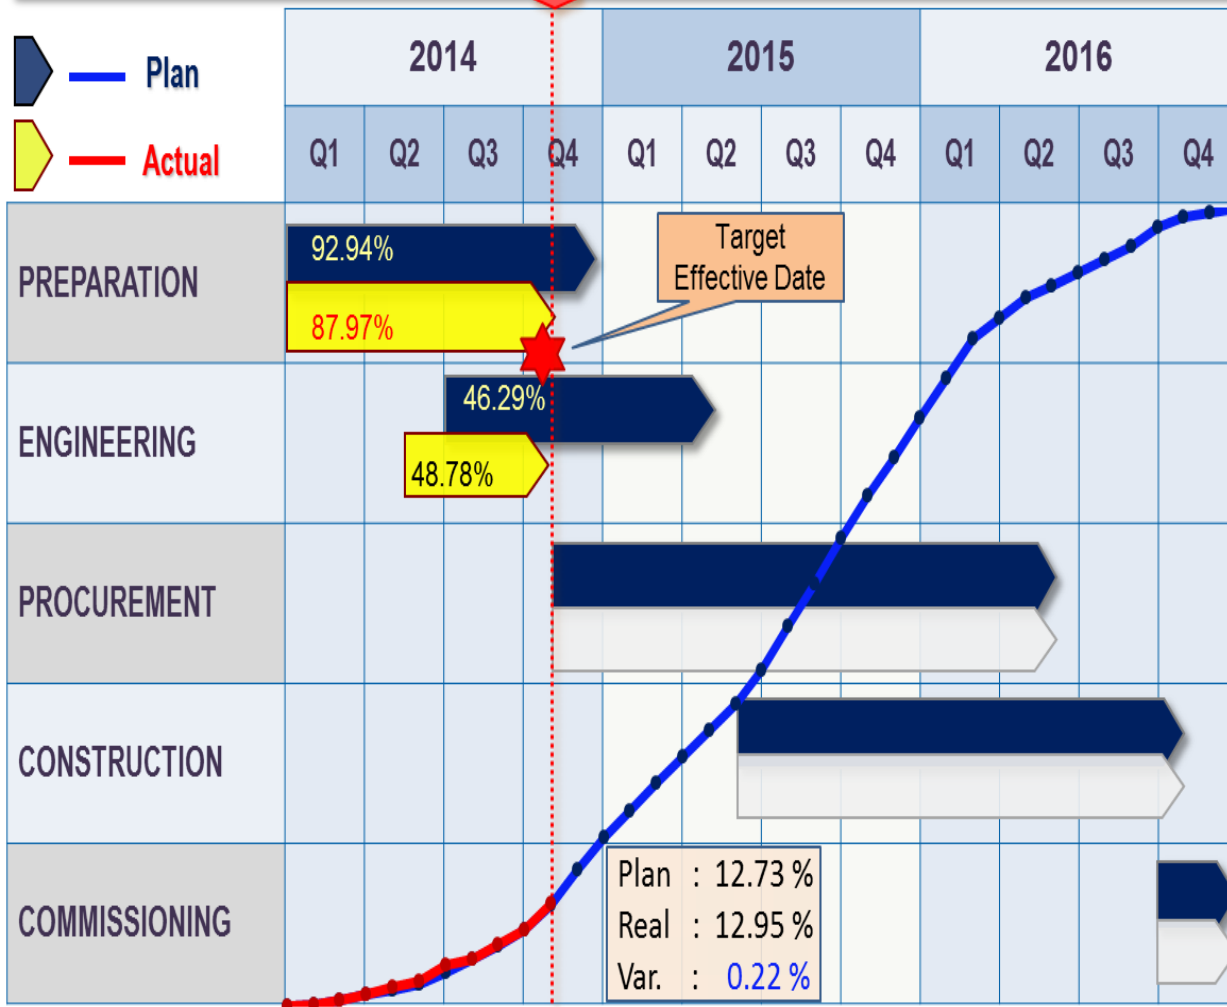 Plan
Actual
2014 2015 2016
Q1 Q2 Q3 Q4 Q1 Q2 Q3 Q4 Q1 Q2 Q3 Q4
PREPARATION
92.94%
87.97%
Target
Effective Date
ENGINEERING
46.29%
48.78%
PROCUREMENT
CONSTRUCTION
COMMISSIONING
Plan : 12.73 %
Real : 12.95 %
Var. : 0.22 %